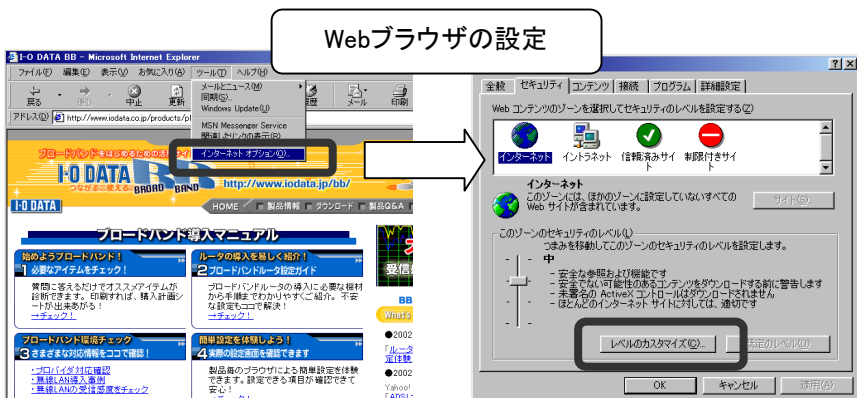 Webブラウザの設定
I-O DATA BB - Microsoft Internet Explorer
ファイル(F) 編集(E) 表示(V) お気に入り(A) ツール(T) ヘルプ(H)
戻る 進む 中止 更新
メールとニュース(M)
同期(S)...
Windows Update(U)
MSN Messenger Service
関連したリンクの表示(R)
インターネット オプション(O)...
履歴 メール 印刷
アドレス(D) http://www.iodata.co.jp/products/pl
ブロードバンドをはじめるための
I-O DATA BB
つながる・使える BROAD BAND
http://www.iodata.jp/bb/
I-O DATA
HOME 製品情報 ダウンロード 製品Q&A
ブロードバンド導入マニュアル
始めようブロードバンド!
1 必要なアイテムをチェック!
質問に答えるだけでオススメアイテムが
診断できます。印刷すれば、購入計画シ
ートが出来あがる!
→チェック!
ルータの導入を易しく紹介!
2 ブロードバンドルータ設定ガイド
ブロードバンドルータの導入に必要な機材
から手順までわかりやすくご紹介。不安
な設定もココで解決!
→チェック!
ブロードバンド環境チェック
3 さまざまな対応情報をココで確認!
・プロバイダ対応確認
・無線LAN導入事例
・無線LANの受信感度をチェック
簡単設定を体験しよう!
4 実際の設定画面を確認できます
製品毎のブラウザによる簡単設定を体験
できます。設定できる項目が確認できて
安心!
受信
BB
What's
●2002
「ルータ
定体験
●2002
Yahoo!
「ADSL
全般 セキュリティ コンテンツ 接続 プログラム 詳細設定
Web コンテンツのゾーンを選択してセキュリティのレベルを設定する(Z)
インターネット イントラネット 信頼済みサイト 制限付きサイト
インターネット
このゾーンには、ほかのゾーンに設定していないすべての
Web サイトが含まれています。
サイト(S)...
このゾーンのセキュリティのレベル(L)
つまみを移動してこのゾーンのセキュリティのレベルを設定します。
中
- 安全な参照および機能です
- 安全でない可能性のあるコンテンツをダウンロードする前に警告します
- 未署名の ActiveX コントロールはダウンロードされません
- ほとんどのインターネット サイトに対しては、適切です
レベルのカスタマイズ(C)... 既定のレベル(D)
OK キャンセル 適用(A)